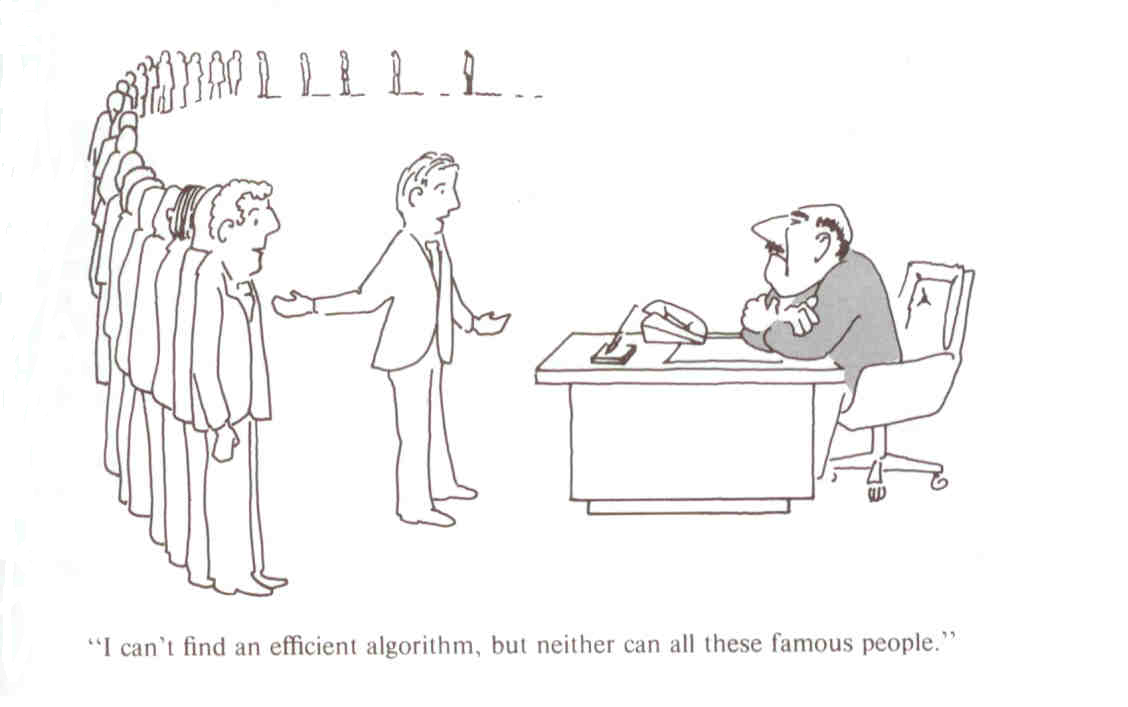 “I can’t find an efficient algorithm, but neither can all these famous people.”